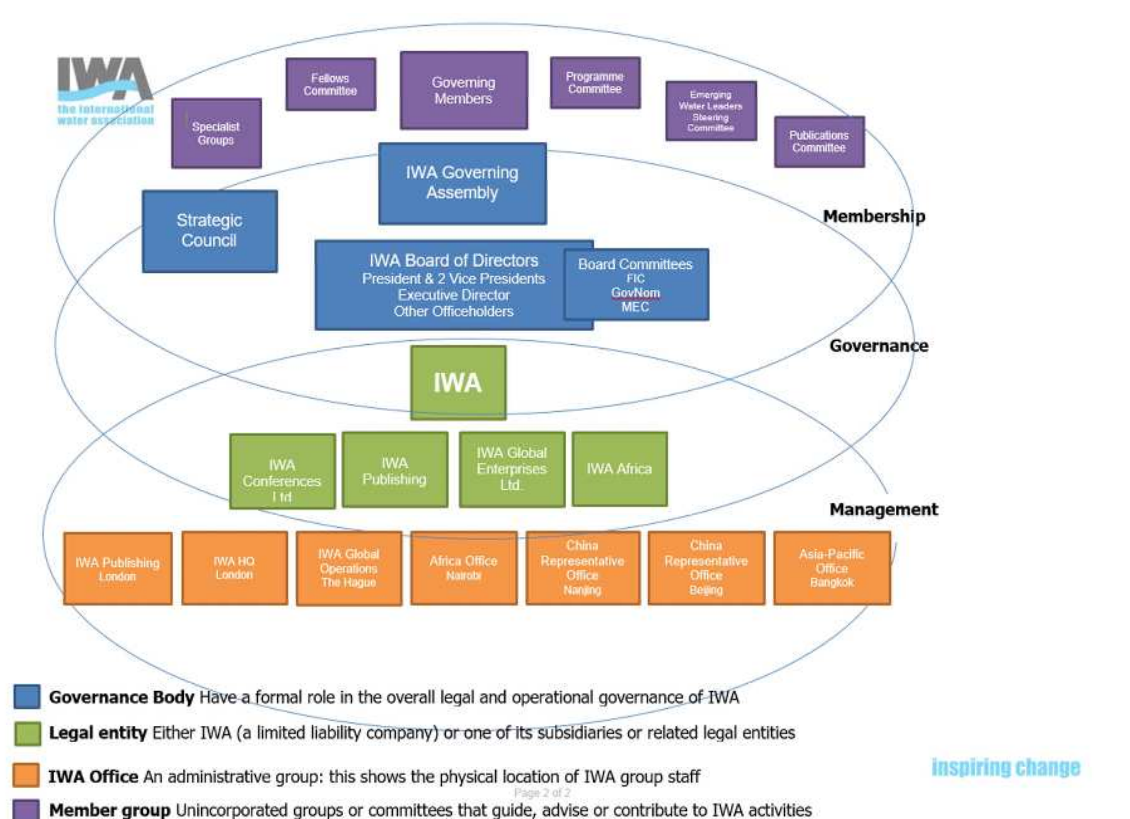 IWA
the international
water association
Specialist
Groups
Fellows
Committee
Governing
Members
Programme
Committee
Emerging
Water Leaders
Steering
Committee
Publications
Committee
IWA Governing
Assembly
Strategic
Council
Membership
IWA Board of Directors
President & 2 Vice Presidents
Executive Director
Other Officeholders
Board Committees
FIC
GovNom
MEC
Governance
IWA
IWA
Conferences
Ltd
IWA
Publishing
IWA Global
Enterprises
Ltd.
IWA Africa
Management
IWA Publishing
London
IWA HQ
London
IWA Global
Operations
The Hague
Africa Office
Nairobi
China
Representative
Office
Nanjing
China
Representative
Office
Beijing
Asia-Pacific
Office
Bangkok
Governance Body Have a formal role in the overall legal and operational governance of IWA
Legal entity Either IWA (a limited liability company) or one of its subsidiaries or related legal entities
IWA Office An administrative group: this shows the physical location of IWA group staff
inspiring change
Page 2 of 2
Member group Unincorporated groups or committees that guide, advise or contribute to IWA activities